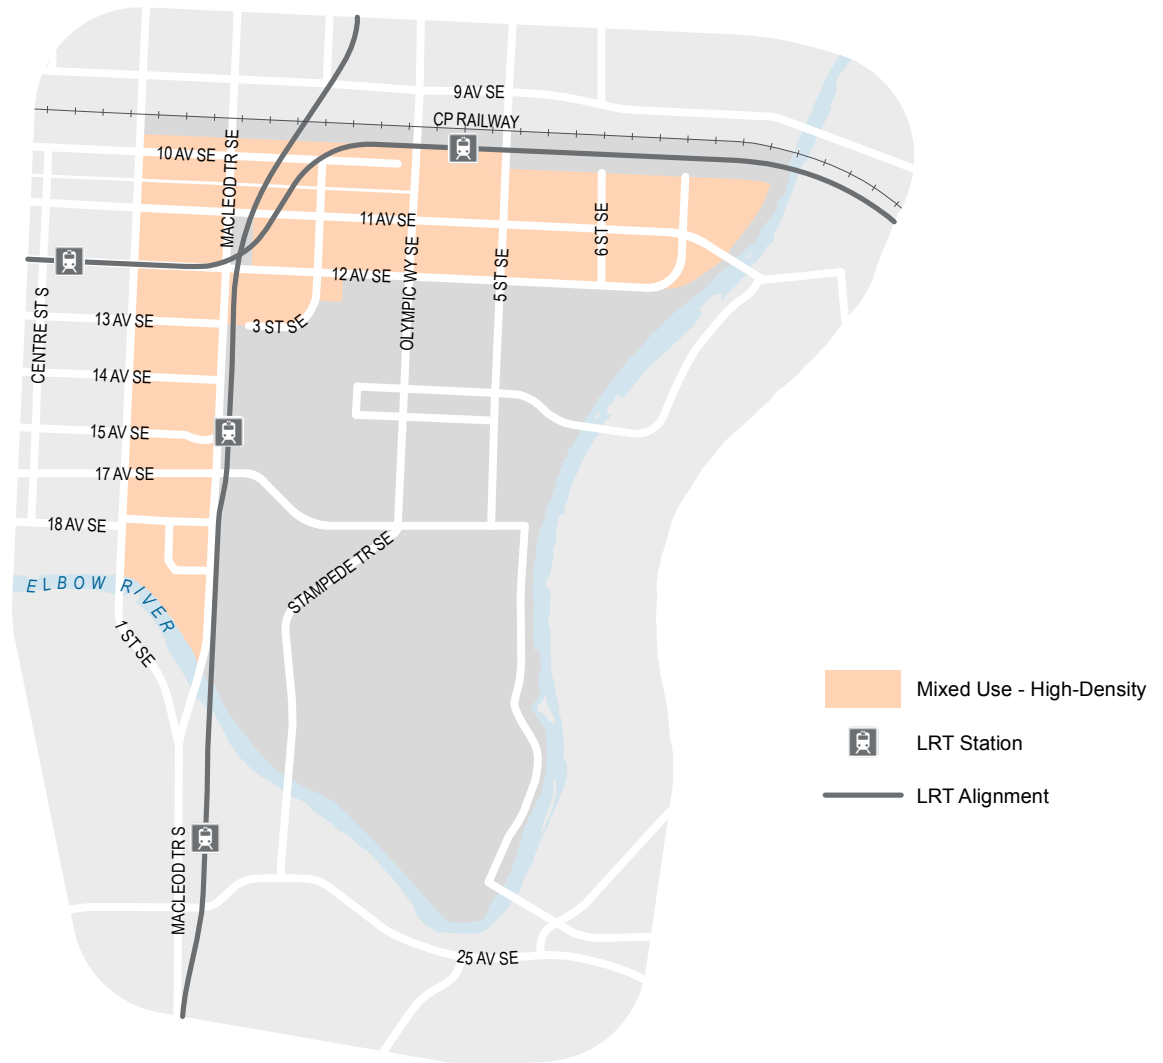 9 AV SE
CP RAILWAY
10 AV SE
MACLEOD TR SE
11 AV SE
6 ST SE
12 AV SE
OLYMPIC WY SE
5 ST SE
CENTRE ST S
13 AV SE
3 ST SE
14 AV SE
15 AV SE
17 AV SE
18 AV SE
STAMPEDE TR SE
ELBOW RIVER
1 ST SE
MACLEOD TR S
25 AV SE
Mixed Use - High-Density
LRT Station
LRT Alignment